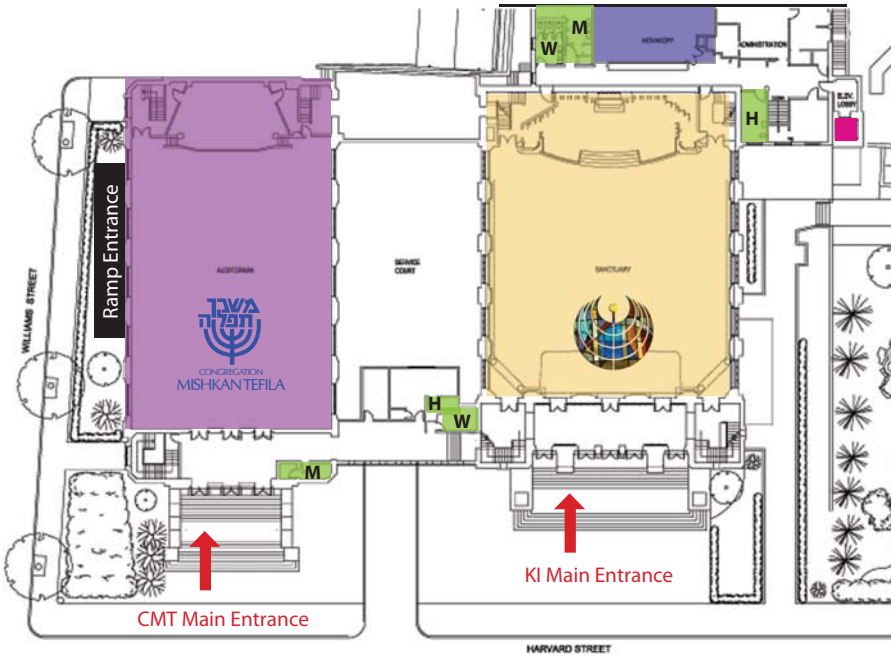 M
W
NOVAKOFF
ADMINISTRATION
H
ELEV.
LOBBY
Ramp Entrance
WILLIAMS STREET
AUDITORIUM
SERVICE
COURT
SANCTUARY
משכן
תפלה
CONGREGATION
MISHKAN TEFILA
H
W
M
CMT Main Entrance
KI Main Entrance
HARVARD STREET